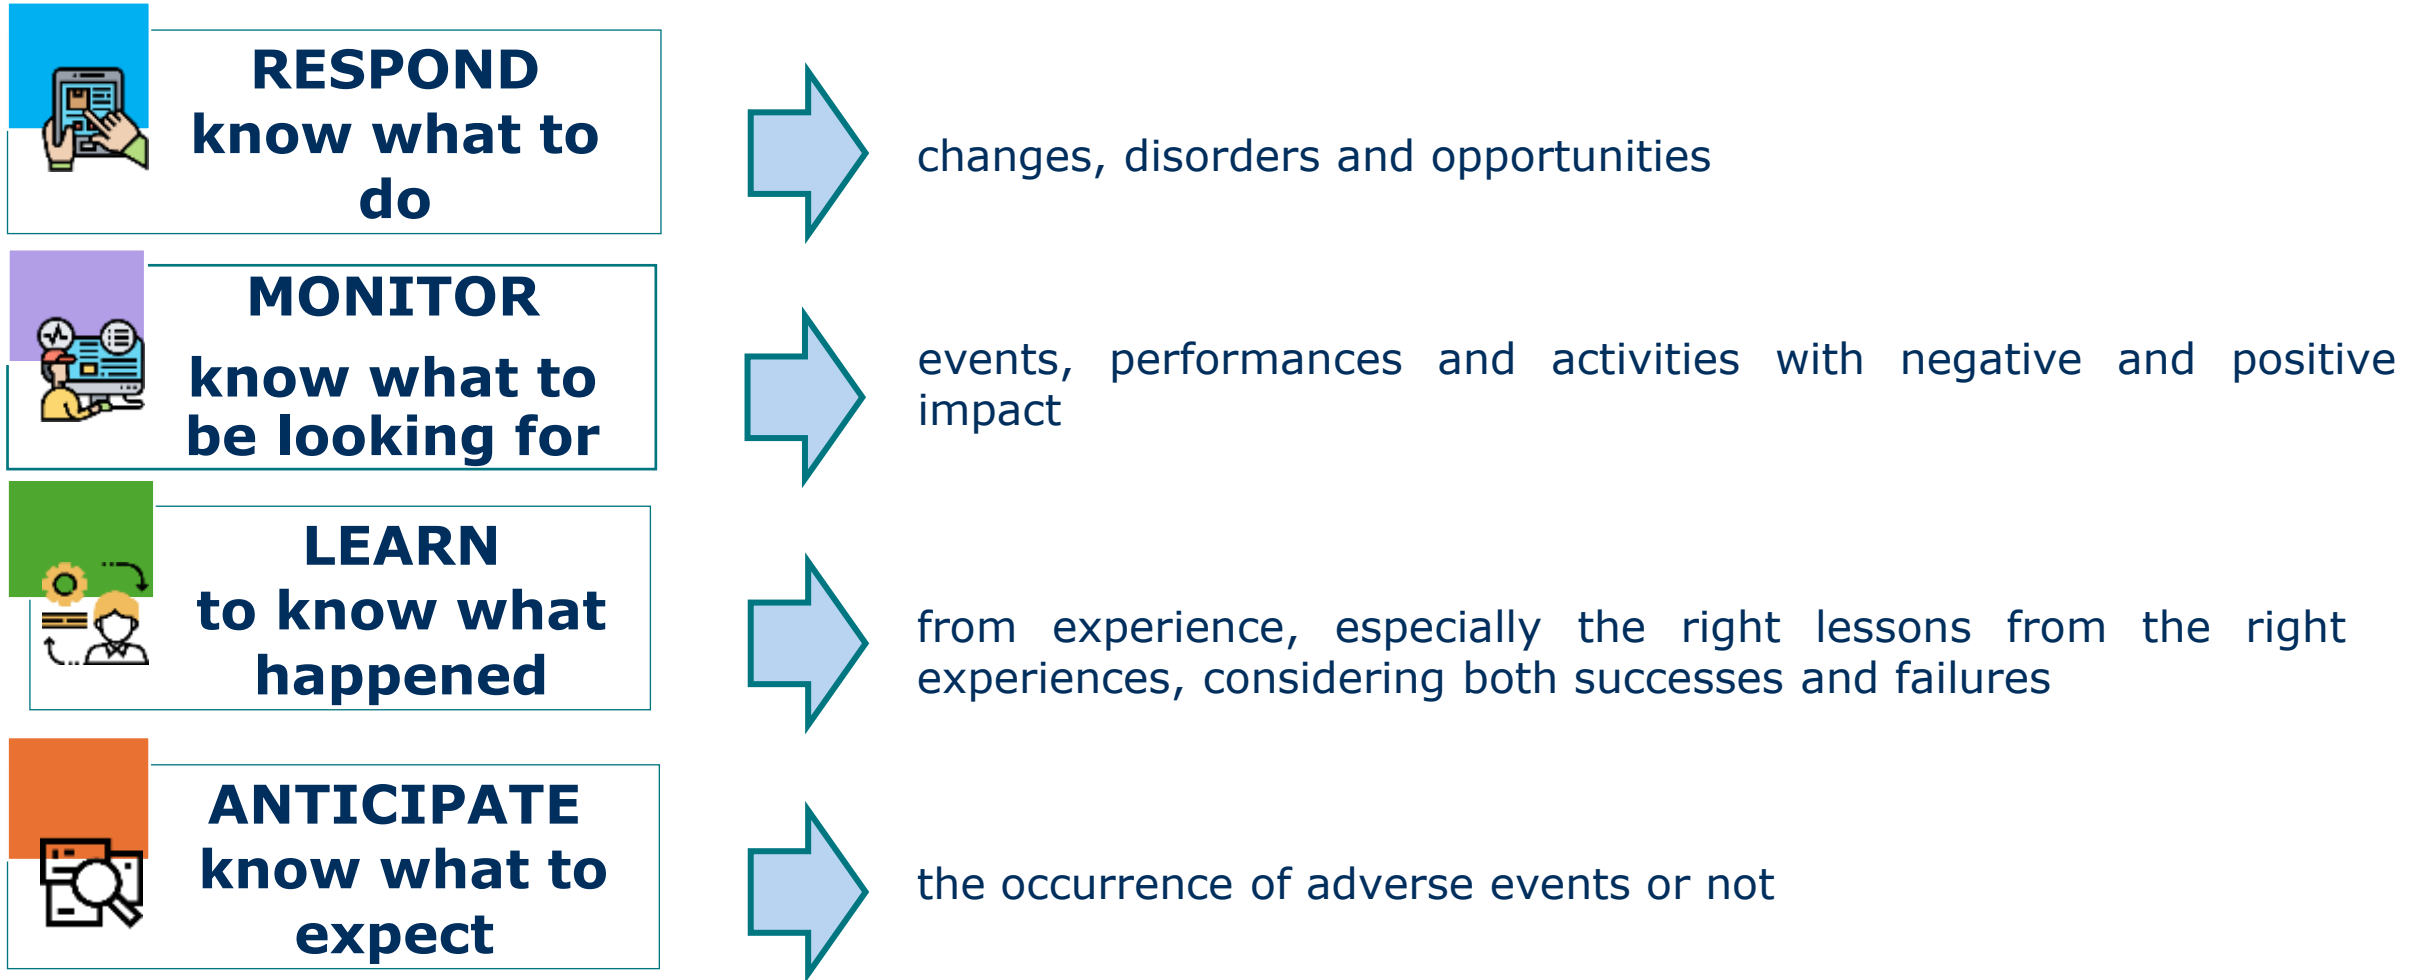 RESPOND
know what to
do
changes, disorders and opportunities
MONITOR
know what to
be looking for
events, performances and activities with negative and positive
impact
LEARN
to know what
happened
from experience, especially the right lessons from the right
experiences, considering both successes and failures
ANTICIPATE
know what to
expect
the occurrence of adverse events or not